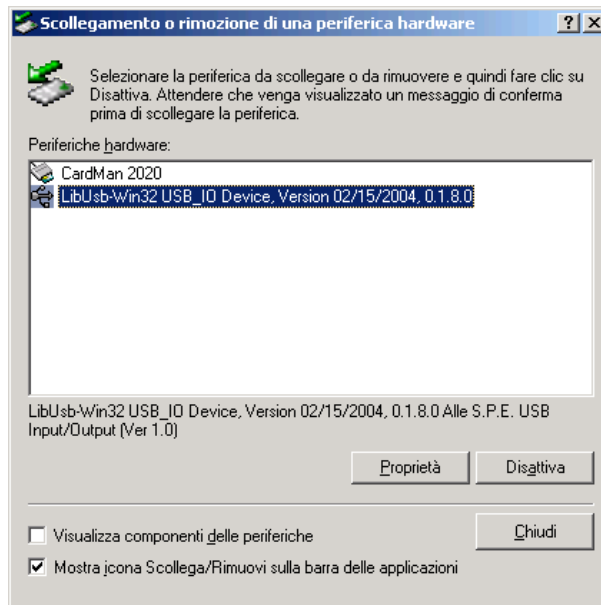 Scollegamento o rimozione di una periferica hardware
Selezionare la periferica da scollegare o da rimuovere e quindi fare clic su
Disattiva. Attendere che venga visualizzato un messaggio di conferma
prima di scollegare la periferica.
Periferiche hardware:
CardMan 2020
LibUsb-Win32 USB_IO Device, Version 02/15/2004, 0.1.8.0
LibUsb-Win32 USB_IO Device, Version 02/15/2004, 0.1.8.0 Alle S.P.E. USB
Input/Output (Ver 1.0)
Proprietà
Disattiva
Visualizza componenti delle periferiche
Chiudi
Mostra icona Scollega/Rimuovi sulla barra delle applicazioni